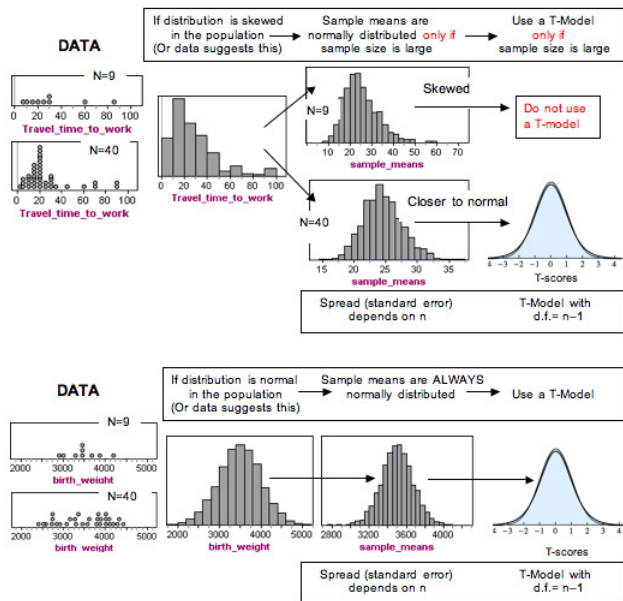 If distribution is skewed
in the population
(Or data suggests this)
Sample means are
normally distributed only if
sample size is large
Use a T-Model
only if
sample size is large
DATA
N=9
0 20 40 60 80 100
Travel_time_to_work
N=40
0 20 40 60 80 100
Travel_time_to_work
0 20 40 60 80 100
Travel_time_to_work
N=9
Skewed
10 20 30 40 50 60 70
sample_means
Do not use
a T-model
N=40
Closer to normal
15 20 25 30 35
sample_means
4 −3 −2 −1 0 1 2 3 4
T-scores
Spread (standard error)
depends on n
T-Model with
d.f.= n−1
DATA
If distribution is normal
in the population
(Or data suggests this)
Sample means are ALWAYS
normally distributed
Use a T-Model
N=9
2000 3000 4000 5000
birth_weight
N=40
2000 3000 4000 5000
birth_weight
2000 3000 4000 5000
birth_weight
2800 3200 3600 4000
sample_means
4 −3 −2 −1 0 1 2 3 4
T-scores
Spread (standard error)
depends on n
T-Model with
d.f.= n−1